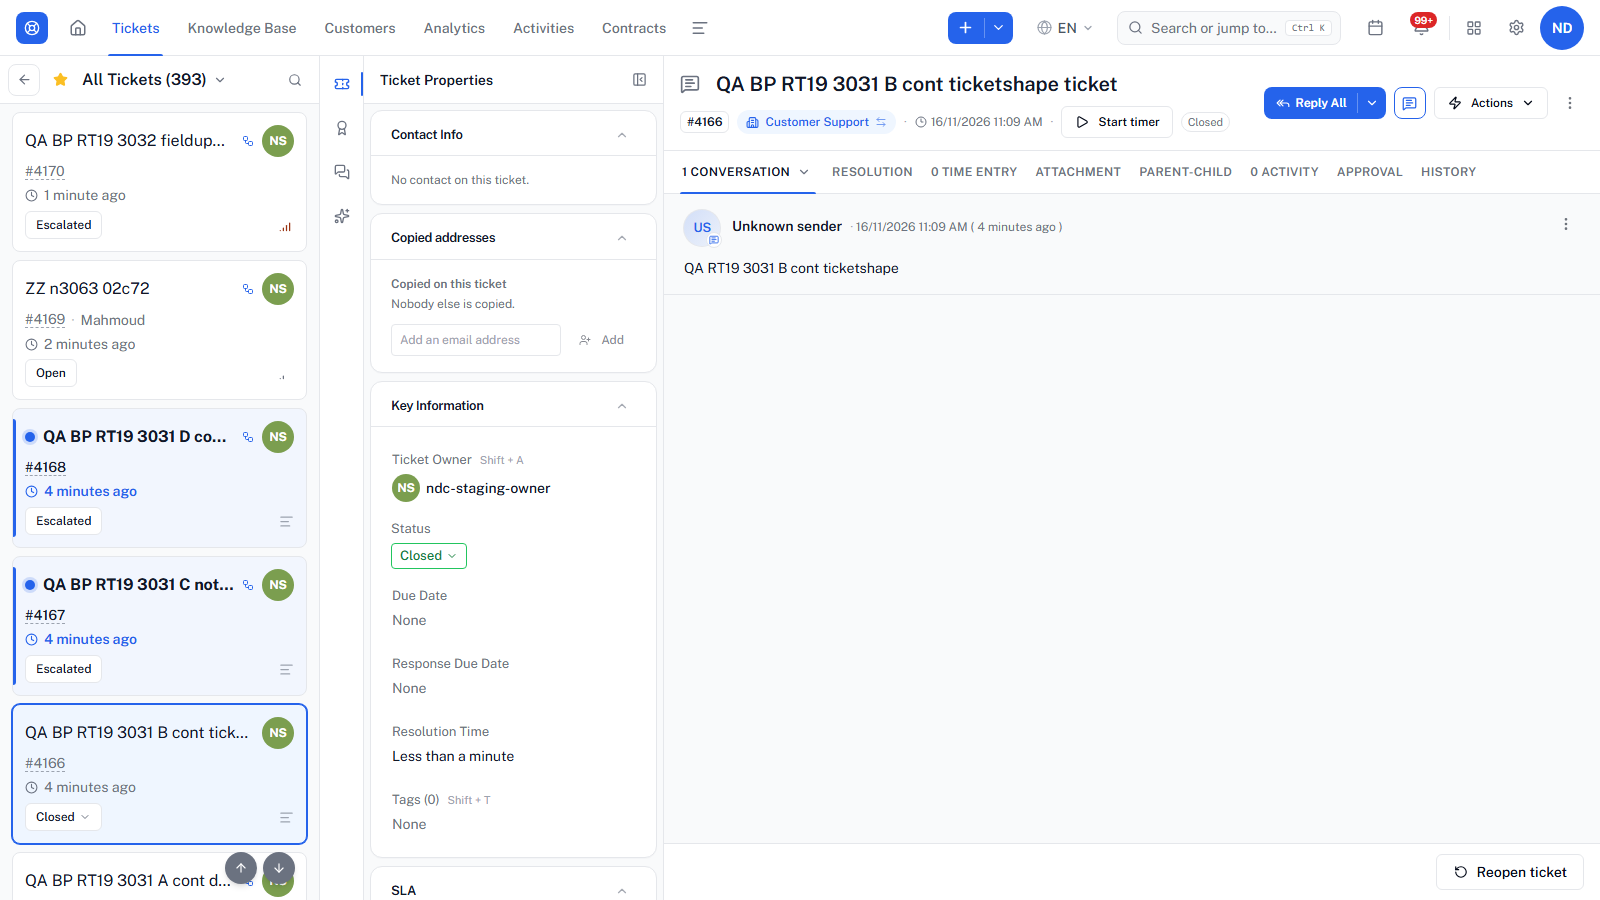 Tickets
Knowledge Base
Customers
Analytics
Activities
Contracts
EN
Search or jump to...
Ctrl K
99+
ND
All Tickets (393)
QA BP RT19 3032 fieldup...
NS
#4170
1 minute ago
Escalated
ZZ n3063 02c72
NS
#4169 · Mahmoud
2 minutes ago
Open
QA BP RT19 3031 D co...
NS
#4168
4 minutes ago
Escalated
QA BP RT19 3031 C not...
NS
#4167
4 minutes ago
Escalated
QA BP RT19 3031 B cont tick...
NS
#4166
4 minutes ago
Closed
QA BP RT19 3031 A cont d...
Ticket Properties
Contact Info
No contact on this ticket.
Copied addresses
Copied on this ticket
Nobody else is copied.
Add an email address
Add
Key Information
Ticket Owner Shift + A
NS ndc-staging-owner
Status
Closed
Due Date
None
Response Due Date
None
Resolution Time
Less than a minute
Tags (0) Shift + T
None
SLA
QA BP RT19 3031 B cont ticketshape ticket
#4166
Customer Support
· 16/11/2026 11:09 AM ·
Start timer
Closed
Reply All
Actions
1 CONVERSATION
RESOLUTION
0 TIME ENTRY
ATTACHMENT
PARENT-CHILD
0 ACTIVITY
APPROVAL
HISTORY
US
Unknown sender · 16/11/2026 11:09 AM ( 4 minutes ago )
QA RT19 3031 B cont ticketshape
Reopen ticket